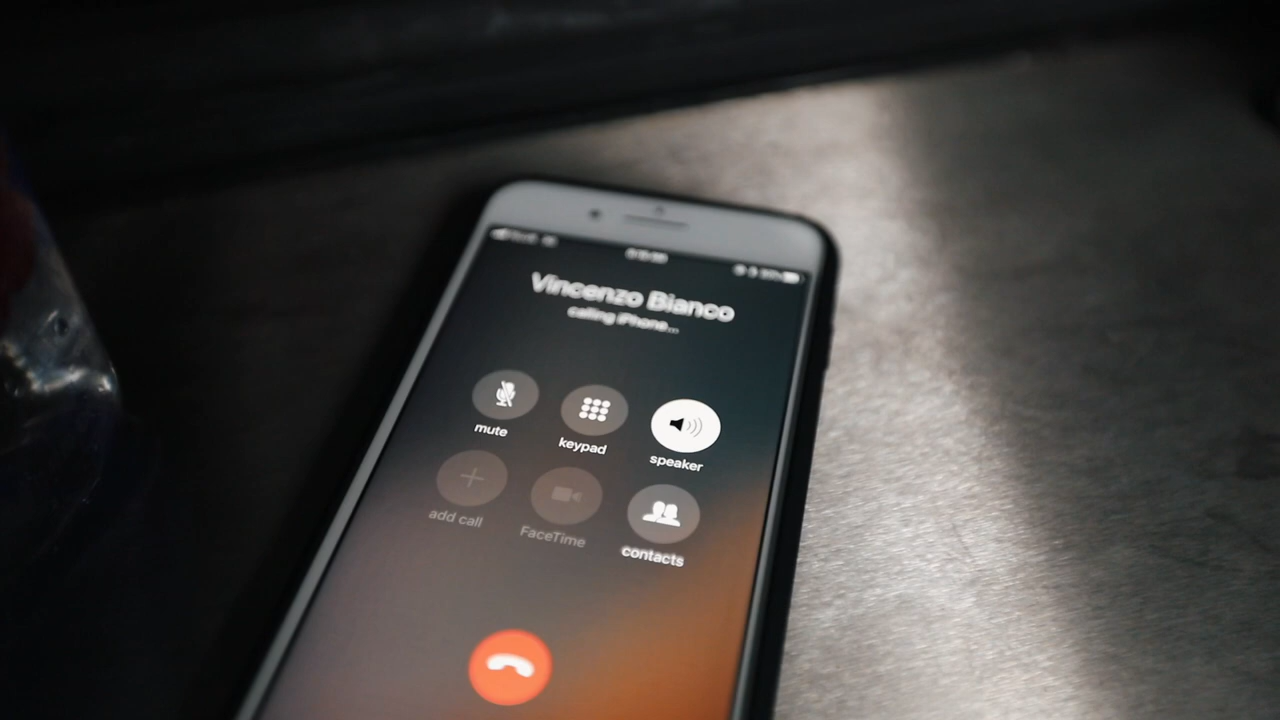 Vincenzo Bianco
calling iPhone...
mute
keypad
speaker
add call
FaceTime
contacts